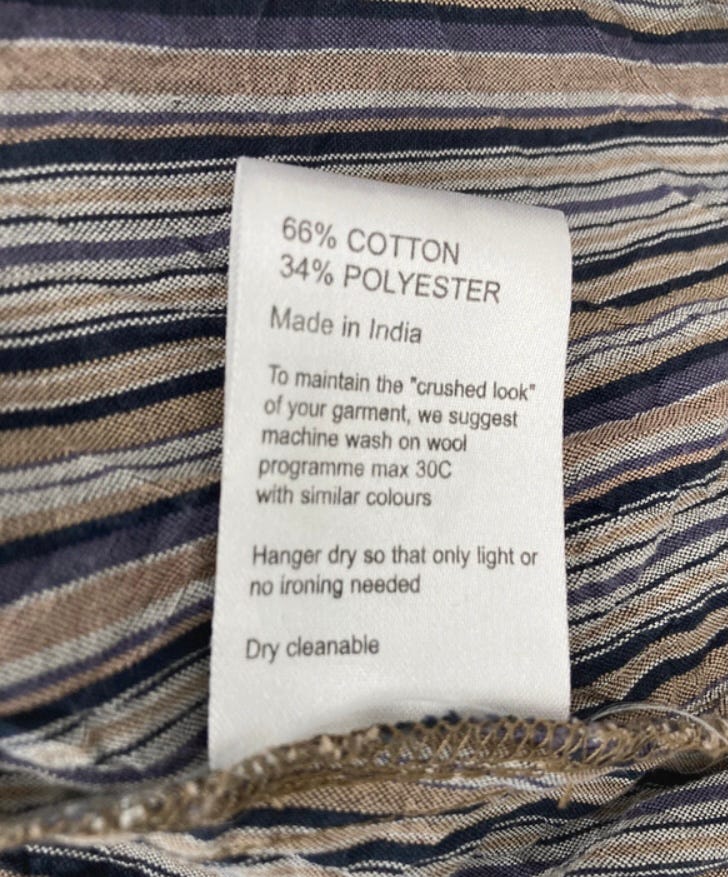 66% COTTON
34% POLYESTER
Made in India
To maintain the "crushed look"
of your garment, we suggest
machine wash on wool
programme max 30C
with similar colours
Hanger dry so that only light or
no ironing needed
Dry cleanable